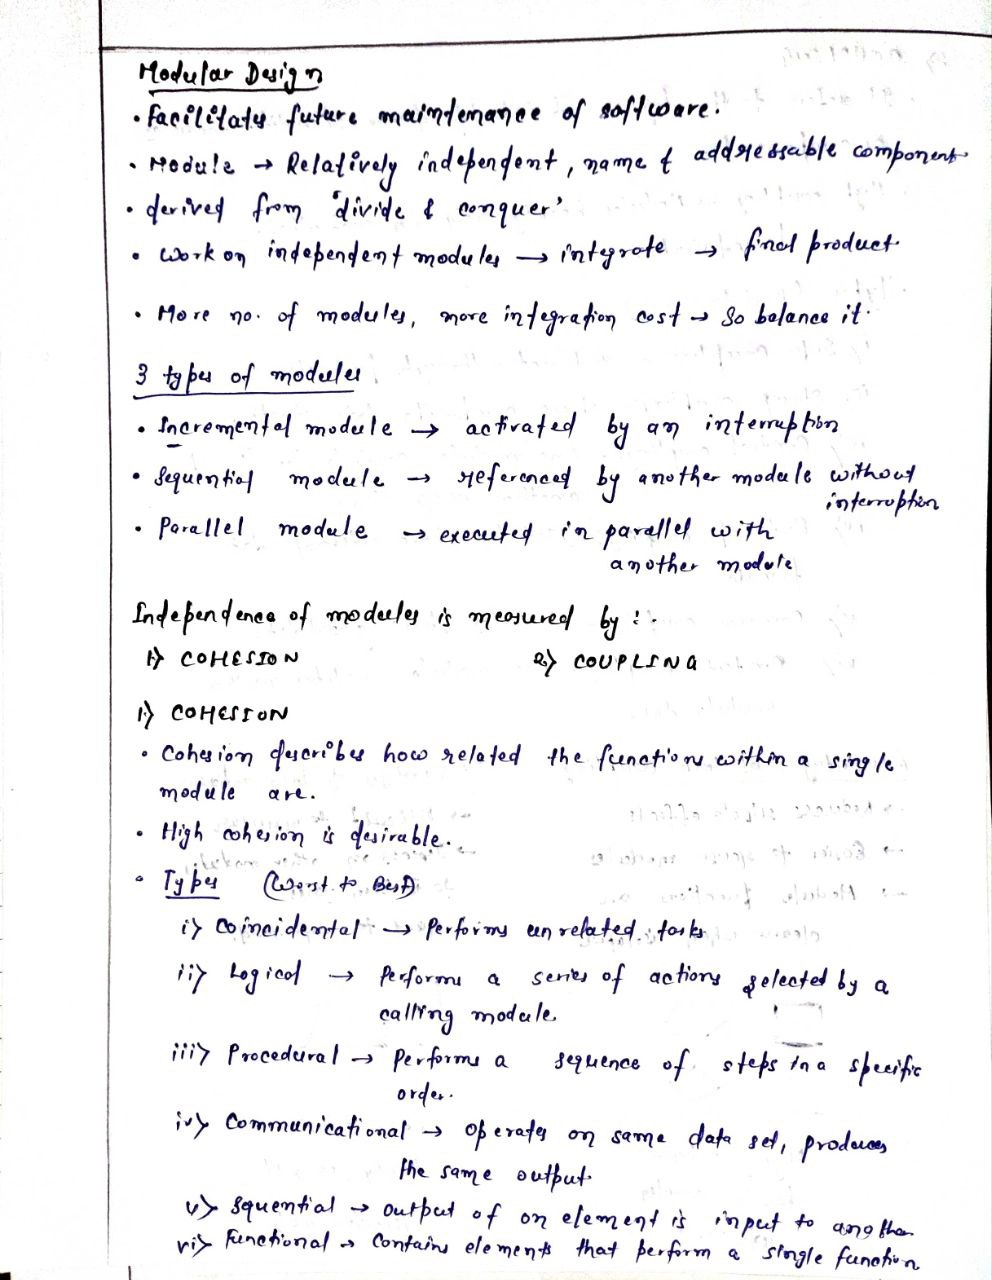 Modular Design
• Facilitates future maintenance of software.
• Module → Relatively independent, name & addressable component
• derived from 'divide & conquer'
• Work on independent modules → integrate → final product
• More no. of modules, more integration cost → So balance it.
3 types of modules
• Incremental module → activated by an interruption
• Sequential module → referenced by another module without
interruption
• Parallel module → executed in parallel with
another module
Independence of modules is measured by :-
1) COHESION 2) COUPLING
1) COHESION
• Cohesion describes how related the functions within a single
module are.
• High cohesion is desirable.
• Types (Worst to Best)
i) Coincidental → Performs unrelated tasks
ii) Logical → Performs a series of actions selected by a
calling module.
iii) Procedural → Performs a sequence of steps in a specific
order.
iv) Communicational → operates on same data set, produces
the same output
v) Squential → output of on element is input to another
vi) Functional → Contains elements that perform a single function